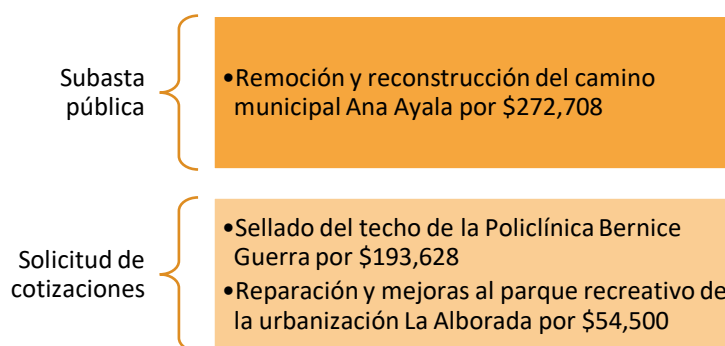 Subasta
pública
•Remoción y reconstrucción del camino
municipal Ana Ayala por $272,708
Solicitud de
cotizaciones
•Sellado del techo de la Policlínica Bernice
Guerra por $193,628
•Reparación y mejoras al parque recreativo de
la urbanización La Alborada por $54,500